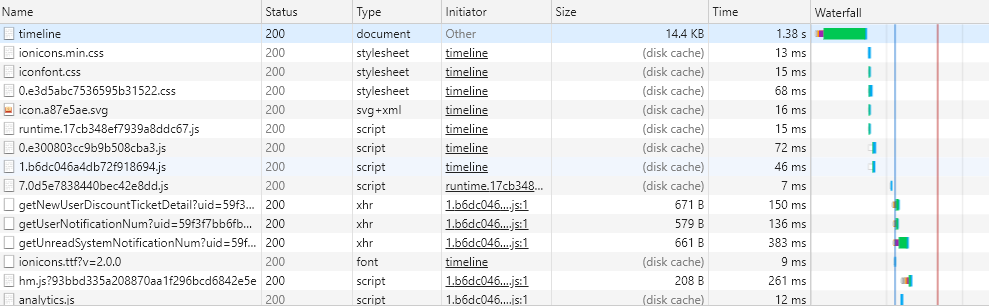 Name Status Type Initiator Size Time Waterfall
timeline 200 document Other 14.4 KB 1.38 s
ionicons.min.css 200 stylesheet timeline (disk cache) 13 ms
iconfont.css 200 stylesheet timeline (disk cache) 15 ms
0.e3d5abc7536595b31522.css 200 stylesheet timeline (disk cache) 68 ms
icon.a87e5ae.svg 200 svg+xml timeline (disk cache) 16 ms
runtime.17cb348ef7939a8ddc67.js 200 script timeline (disk cache) 15 ms
0.e300803cc9b9b508cba3.js 200 script timeline (disk cache) 72 ms
1.b6dc046a4db72f918694.js 200 script timeline (disk cache) 46 ms
7.0d5e7838440bec42e8dd.js 200 script runtime.17cb348... (disk cache) 7 ms
getNewUserDiscountTicketDetail?uid=59f3... 200 xhr 1.b6dc046....js:1 671 B 150 ms
getUserNotificationNum?uid=59f3f7bb6fb... 200 xhr 1.b6dc046....js:1 579 B 136 ms
getUnreadSystemNotificationNum?uid=59f... 200 xhr 1.b6dc046....js:1 661 B 383 ms
ionicons.ttf?v=2.0.0 200 font timeline (disk cache) 9 ms
hm.js?93bbd335a208870aa1f296bcd6842e5e 200 script 1.b6dc046....js:1 208 B 261 ms
analytics.js 200 script 1.b6dc046....js:1 (disk cache) 12 ms